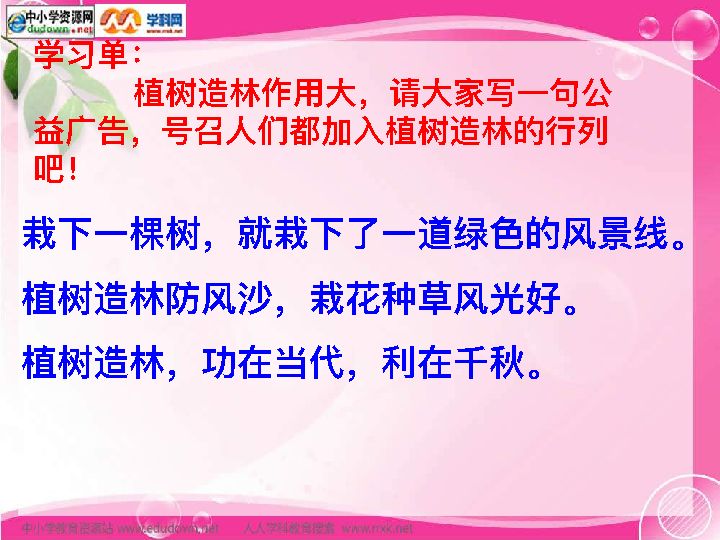 中小学资源网
edudown.net
学科网
www.nxk.net
学习单：
植树造林作用大，请大家写一句公
益广告，号召人们都加入植树造林的行列
吧！
栽下一棵树，就栽下了一道绿色的风景线。
植树造林防风沙，栽花种草风光好。
植树造林，功在当代，利在千秋。
中小学教育资源站 www.edudown.net 人人学科教育搜索 www.rrxk.net